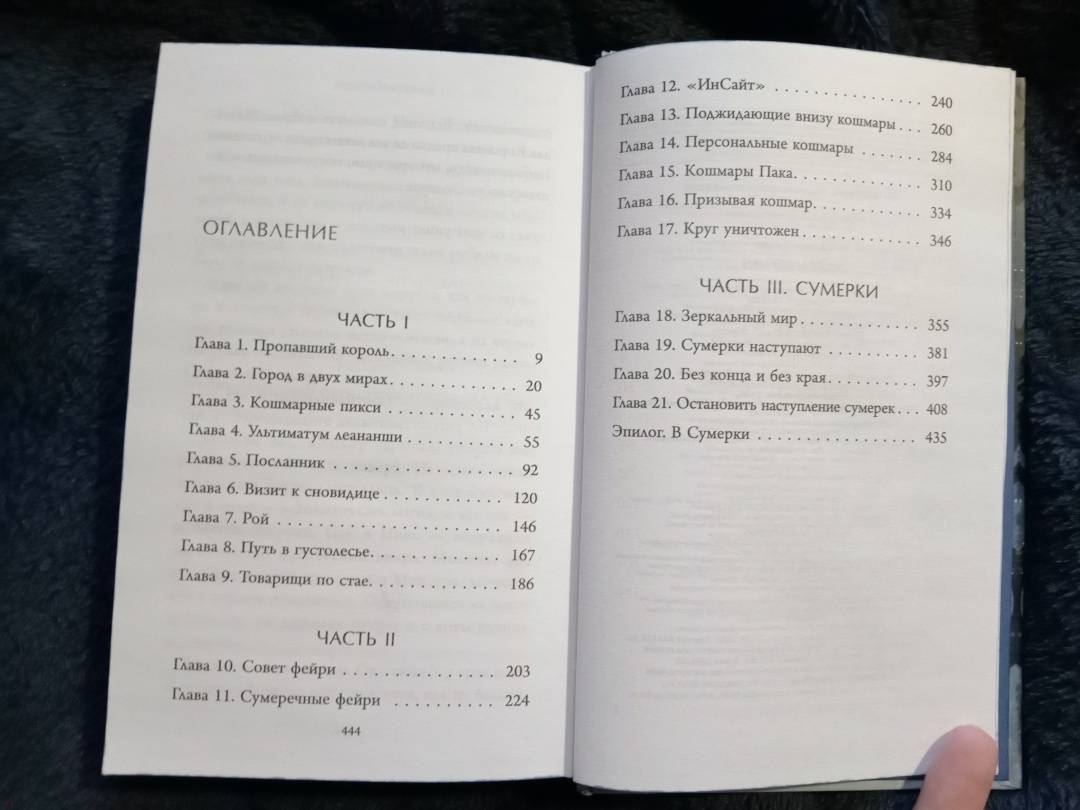 ОГЛАВЛЕНИЕ
ЧАСТЬ I
Глава 1. Пропавший король. . . . . . . . . . . . 9
Глава 2. Город в двух мирах. . . . . . . . . . . . 20
Глава 3. Кошмарные пикси . . . . . . . . . . . . 45
Глава 4. Ультиматум леананши . . . . . . . . . . 55
Глава 5. Посланник . . . . . . . . . . . . . . . . . 92
Глава 6. Визит к сновидице . . . . . . . . . . . . 120
Глава 7. Рой . . . . . . . . . . . . . . . . . . . . . 146
Глава 8. Путь в густолесье. . . . . . . . . . . . . 167
Глава 9. Товарищи по стае. . . . . . . . . . . . . 186
ЧАСТЬ II
Глава 10. Совет фейри . . . . . . . . . . . . . . . 203
Глава 11. Сумеречные фейри . . . . . . . . . . 224
444
Глава 12. «ИнСайт» . . . . . . . . . . . . . . . 240
Глава 13. Поджидающие внизу кошмары . . . 260
Глава 14. Персональные кошмары . . . . . . . 284
Глава 15. Кошмары Пака. . . . . . . . . . . . . 310
Глава 16. Призывая кошмар. . . . . . . . . . . 334
Глава 17. Круг уничтожен . . . . . . . . . . . . 346
ЧАСТЬ III. СУМЕРКИ
Глава 18. Зеркальный мир . . . . . . . . . . . . 355
Глава 19. Сумерки наступают . . . . . . . . . . 381
Глава 20. Без конца и без края. . . . . . . . . . 397
Глава 21. Остановить наступление сумерек . . . 408
Эпилог. В Сумерки . . . . . . . . . . . . . . . . . 435